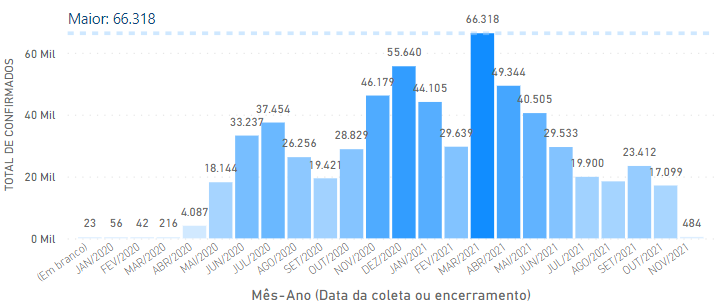 Maior: 66.318
TOTAL DE CONFIRMADOS
60 Mil
40 Mil
20 Mil
0 Mil
23
56
42
216
4.087
18.144
33.237
37.454
26.256
19.421
28.829
46.179
55.640
44.105
29.639
66.318
49.344
40.505
29.533
19.900
23.412
17.099
484
(Em branco)
JAN/2020
FEV/2020
MAR/2020
ABR/2020
MAI/2020
JUN/2020
JUL/2020
AGO/2020
SET/2020
OUT/2020
NOV/2020
DEZ/2020
JAN/2021
FEV/2021
MAR/2021
ABR/2021
MAI/2021
JUN/2021
JUL/2021
AGO/2021
SET/2021
OUT/2021
NOV/2021
Mês-Ano (Data da coleta ou encerramento)